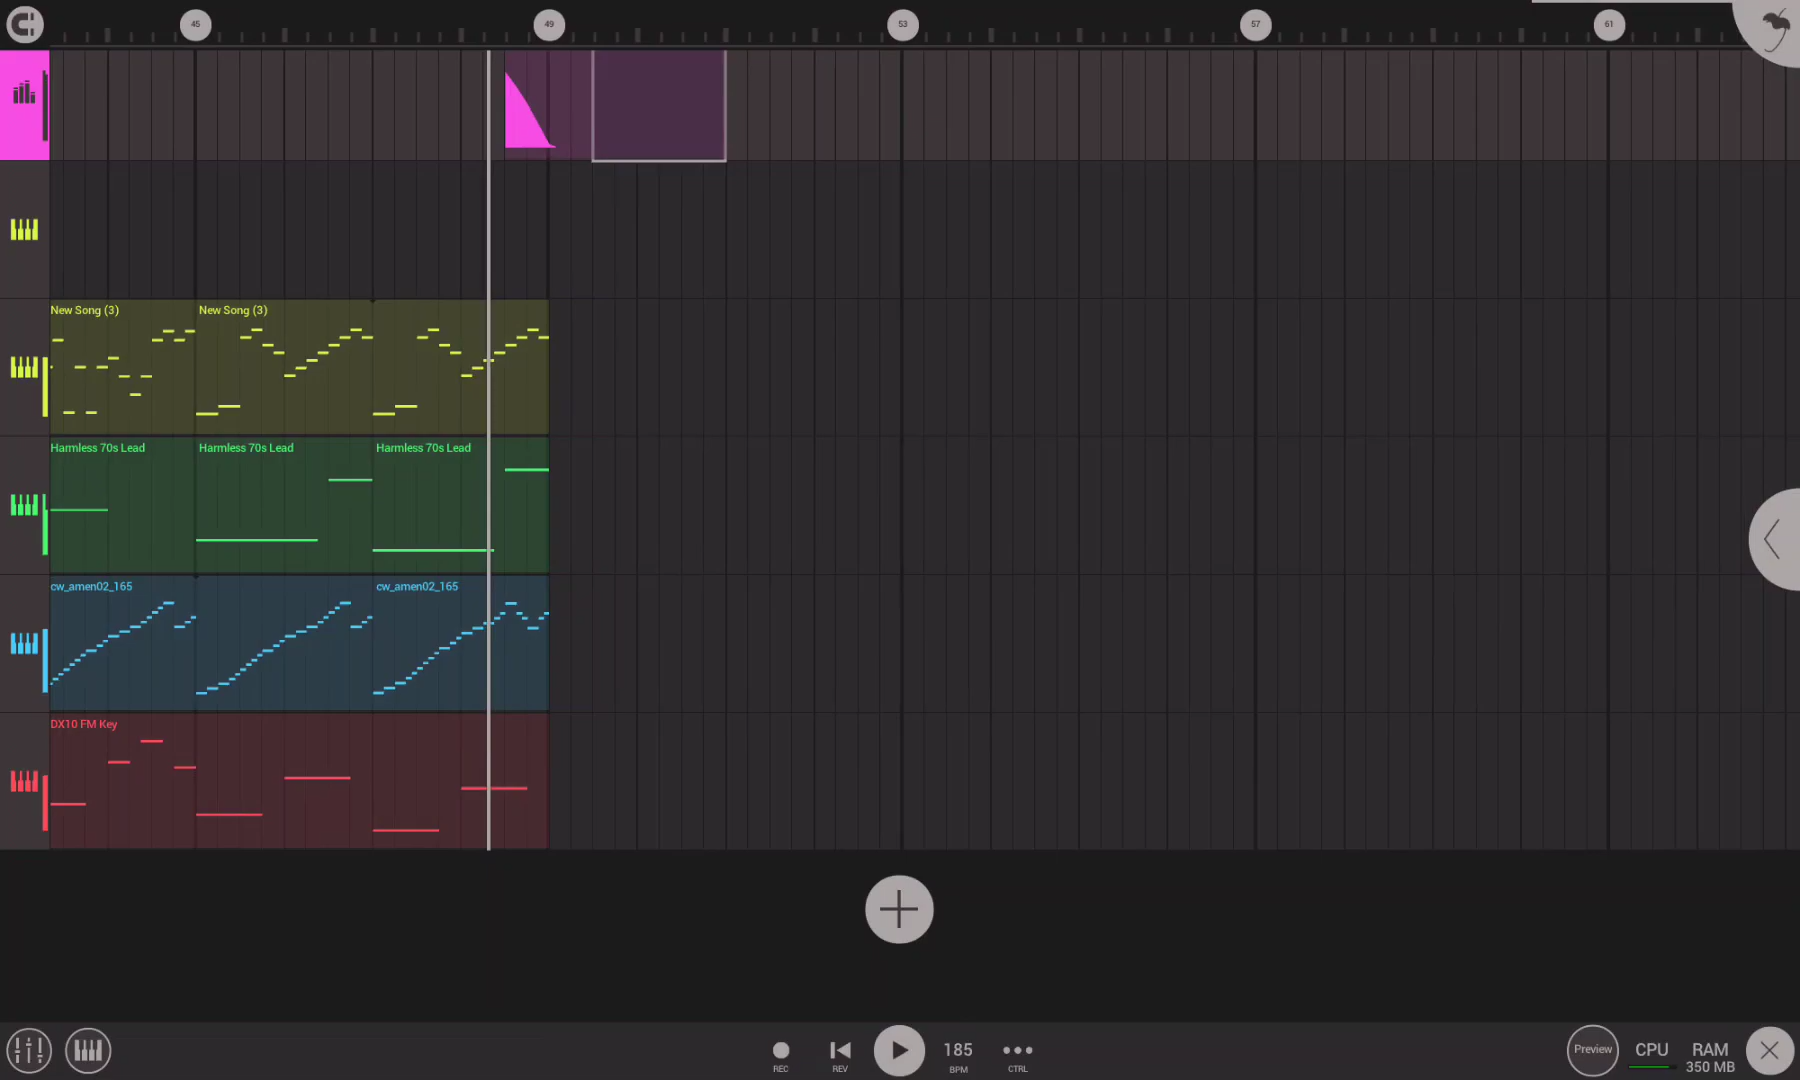 45 49 53 57 61
New Song (3) New Song (3)
Harmless 70s Lead Harmless 70s Lead Harmless 70s Lead
cw_amen02_165 cw_amen02_165
DX10 FM Key
REC REV 185 BPM CTRL
Preview CPU RAM
350 MB